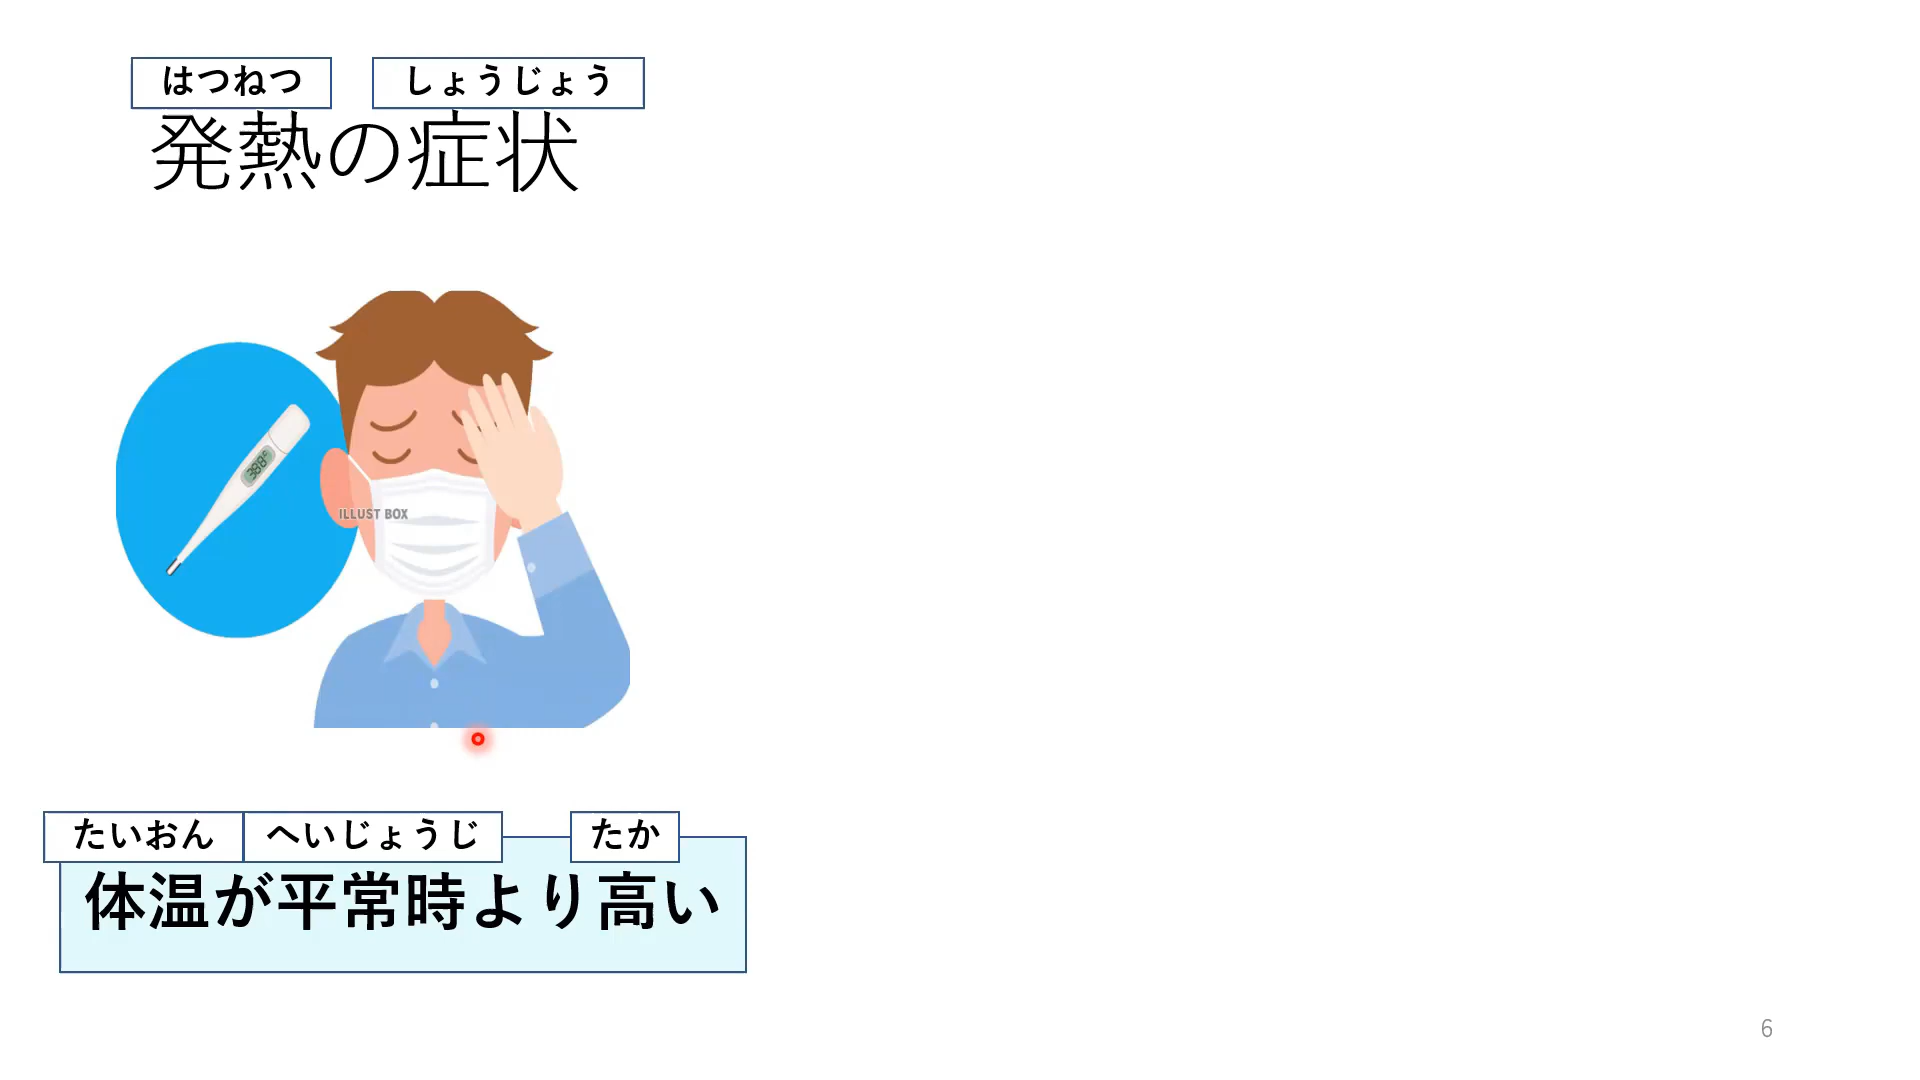 はつねつ しょうじょう
発熱の症状
ILLUST BOX
たいおん へいじょうじ たか
体温が平常時より高い
6